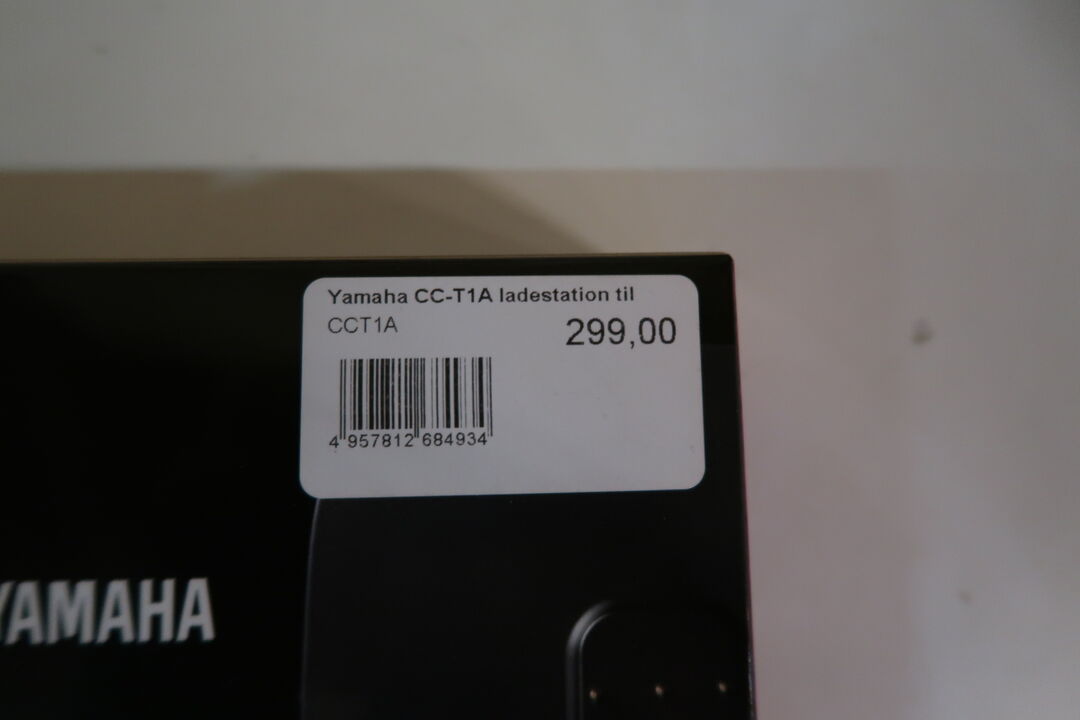 Yamaha CC-T1A ladestation til
CCT1A
299,00
4 957812 684934
YAMAHA